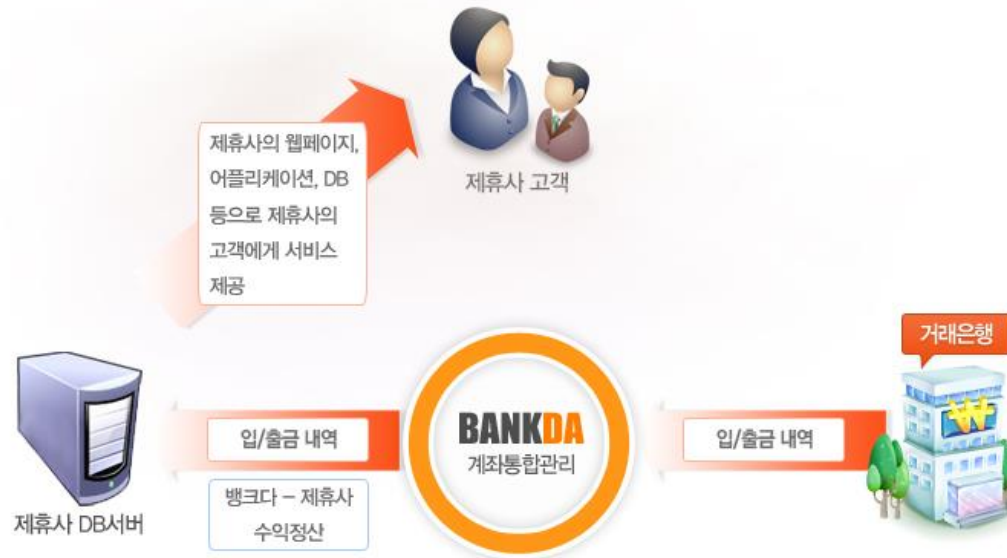 제휴사의 웹페이지,
어플리케이션, DB
등으로 제휴사의
고객에게 서비스
제공
제휴사 고객
거래은행
입/출금 내역
BANKDA
계좌통합관리
입/출금 내역
제휴사 DB서버
뱅크다 – 제휴사
수익정산